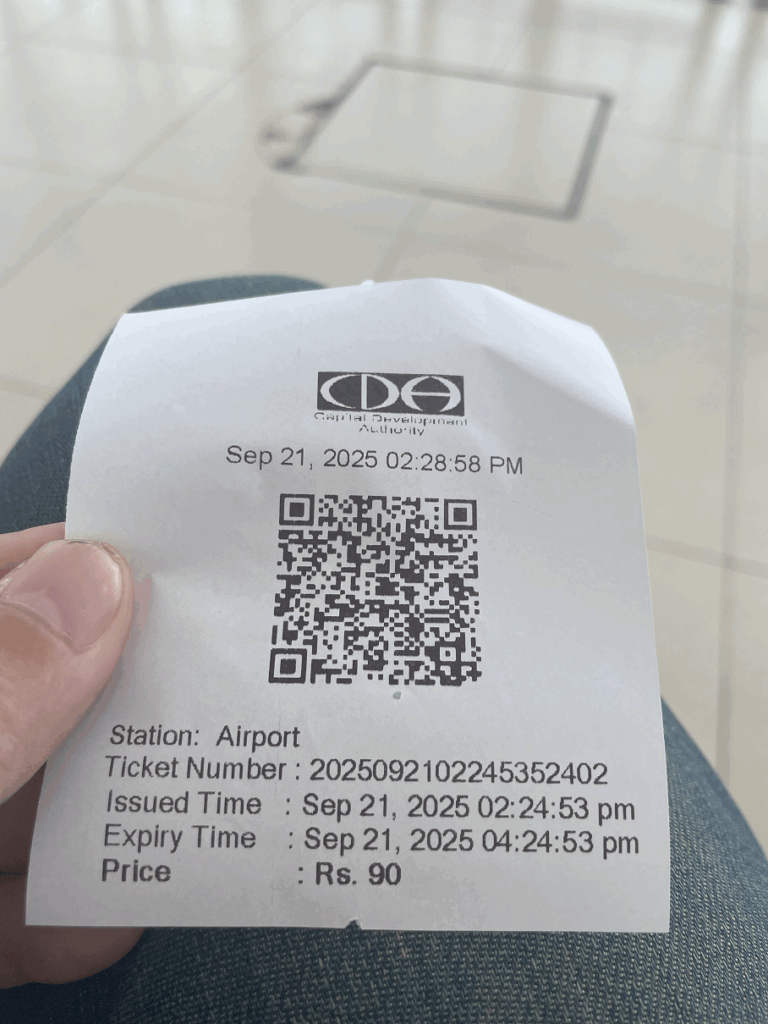 CDA
Capital Development
Authority
Sep 21, 2025 02:28:58 PM
Station: Airport
Ticket Number : 2025092102245352402
Issued Time : Sep 21, 2025 02:24:53 pm
Expiry Time : Sep 21, 2025 04:24:53 pm
Price : Rs. 90